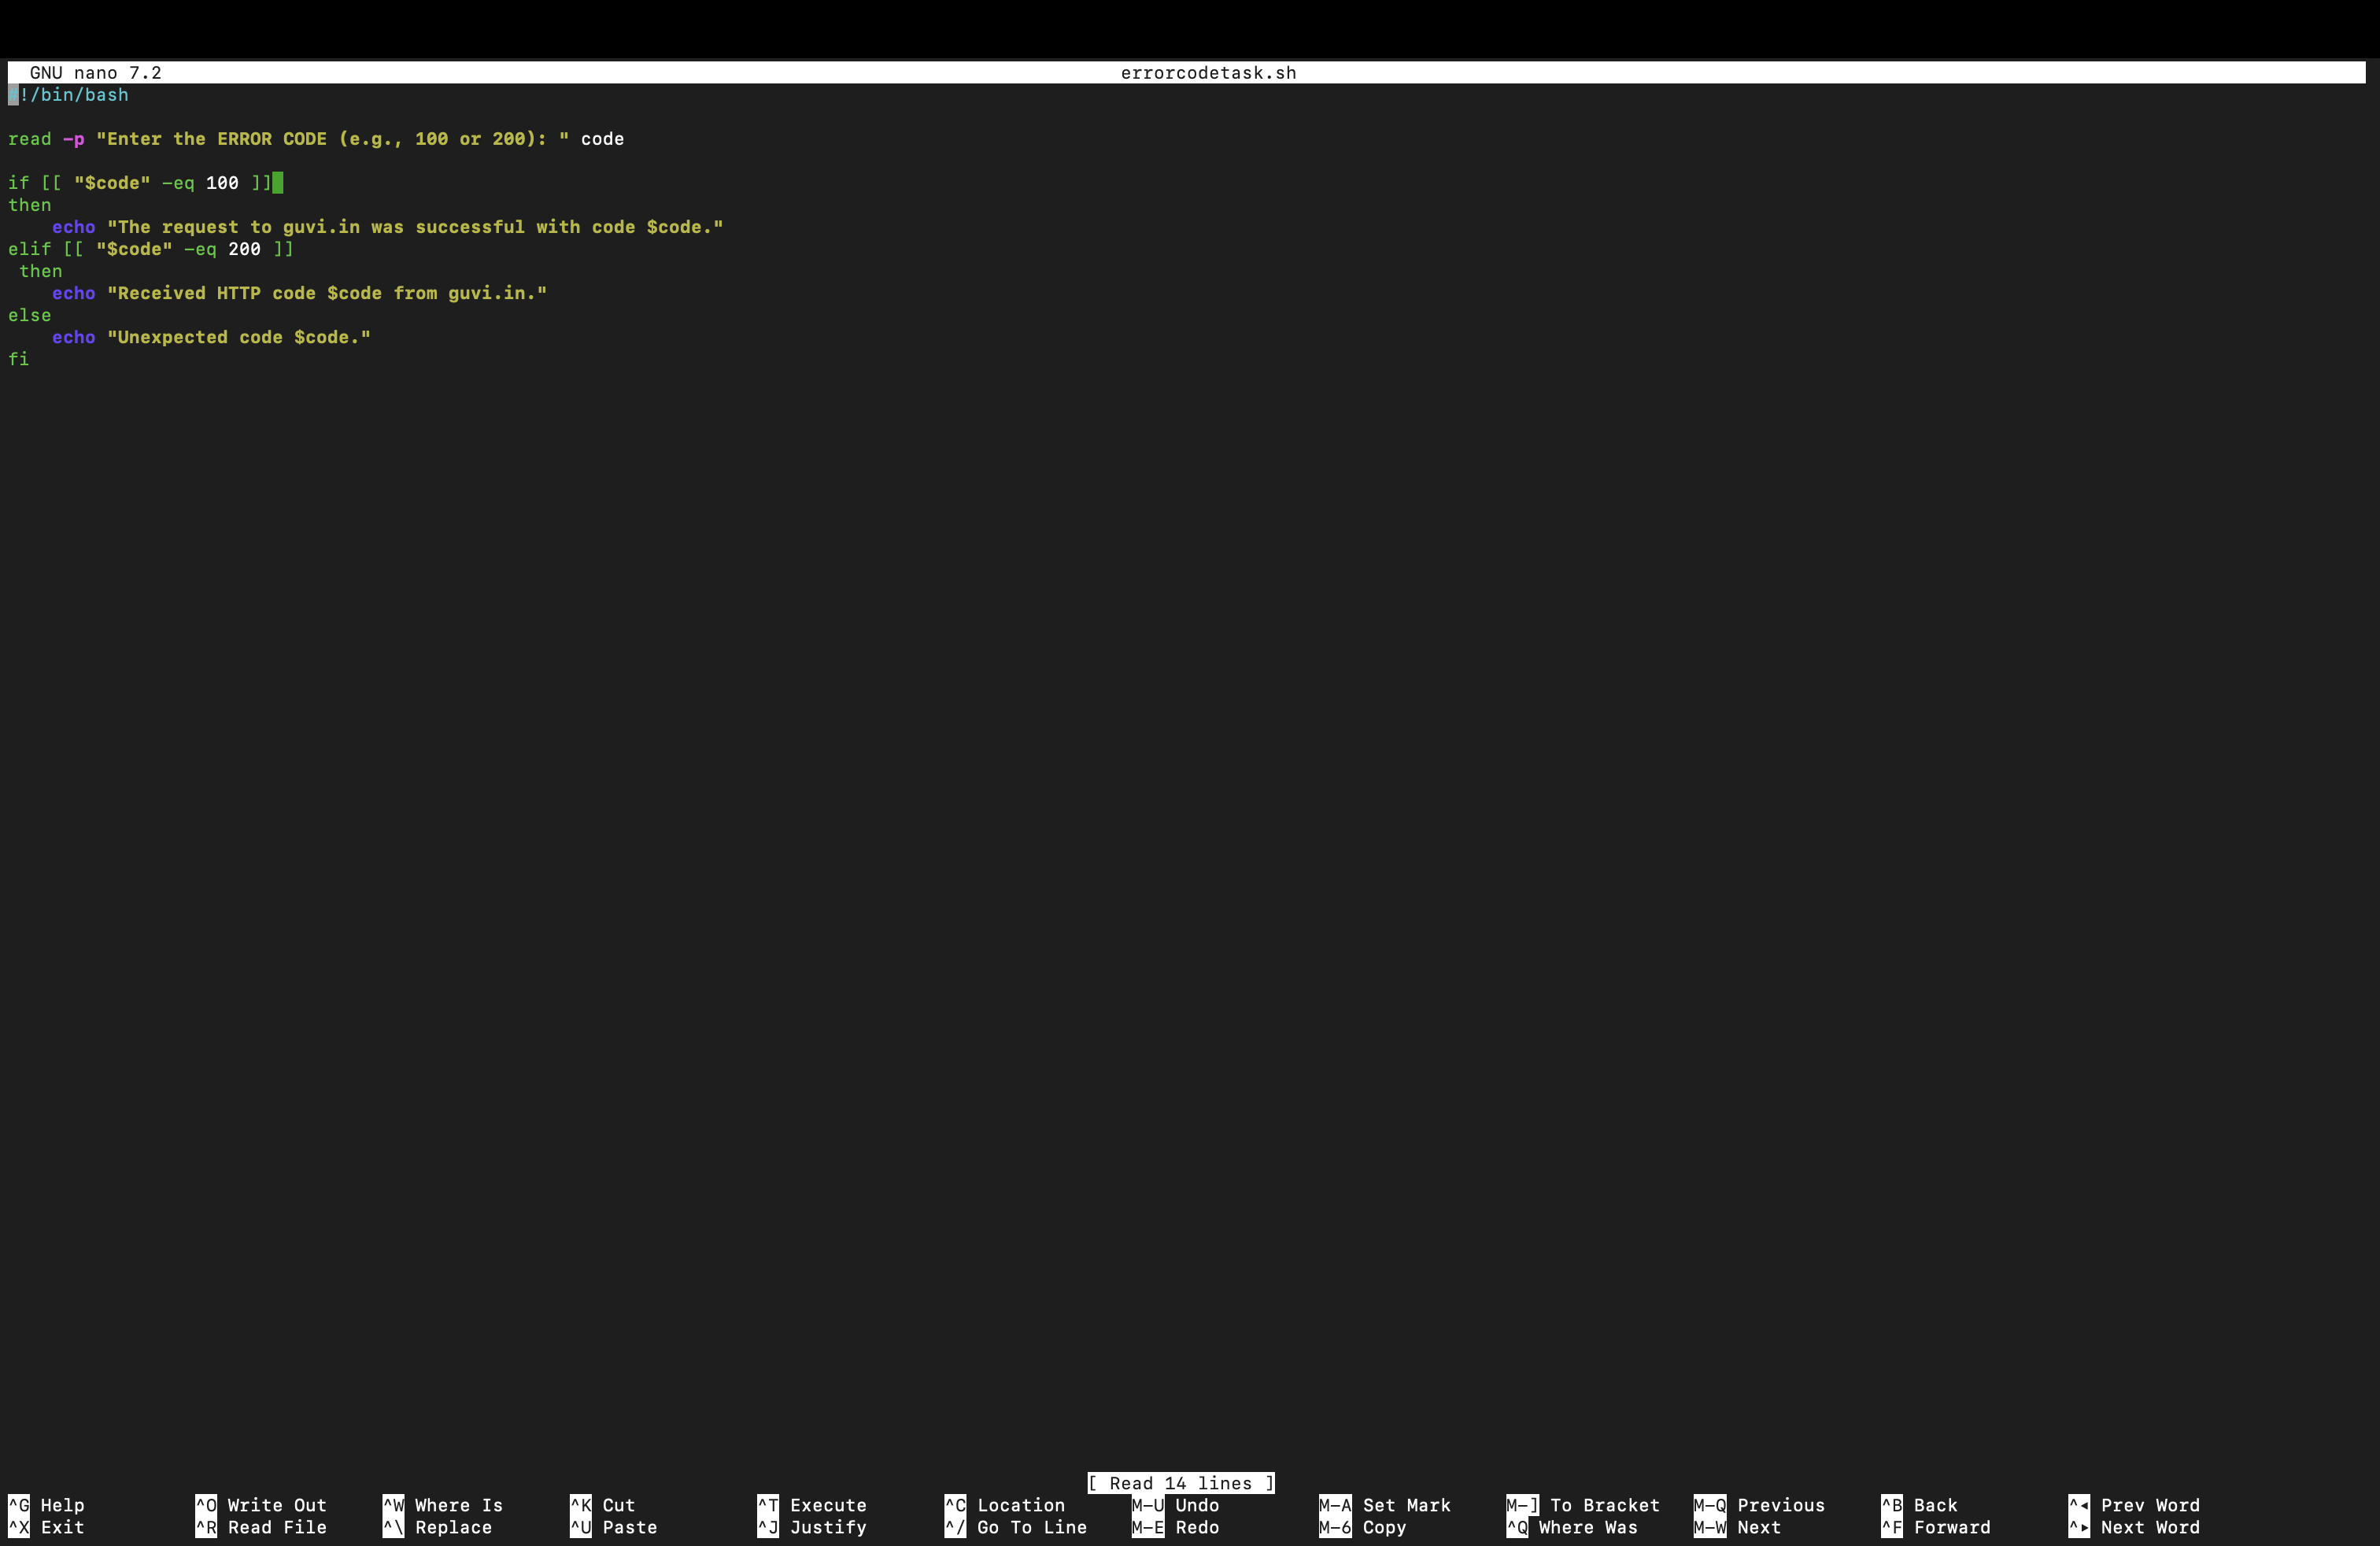 GNU nano 7.2 errorcodetask.sh
#!/bin/bash
read -p "Enter the ERROR CODE (e.g., 100 or 200): " code
if [[ "$code" -eq 100 ]]
then
    echo "The request to guvi.in was successful with code $code."
elif [[ "$code" -eq 200 ]]
 then
    echo "Received HTTP code $code from guvi.in."
else
    echo "Unexpected code $code."
fi
[ Read 14 lines ]
^G Help ^O Write Out ^W Where Is ^K Cut ^T Execute ^C Location M-U Undo M-A Set Mark M-] To Bracket M-Q Previous ^B Back ^◂ Prev Word
^X Exit ^R Read File ^\ Replace ^U Paste ^J Justify ^/ Go To Line M-E Redo M-6 Copy ^Q Where Was M-W Next ^F Forward ^▸ Next Word